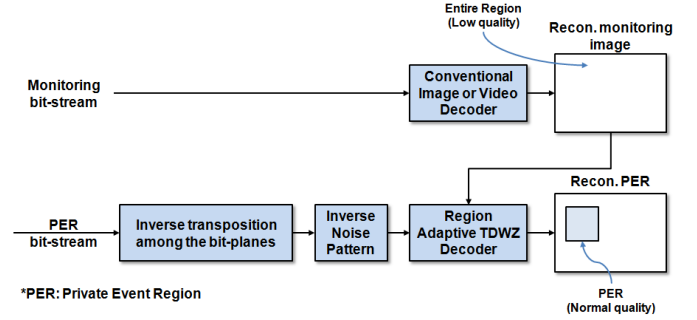 Entire Region
(Low quality)
Recon. monitoring
image
Monitoring
bit-stream
Conventional
Image or Video
Decoder
Recon. PER
PER
bit-stream
Inverse transposition
among the bit-planes
Inverse
Noise
Pattern
Region
Adaptive TDWZ
Decoder
*PER: Private Event Region
PER
(Normal quality)